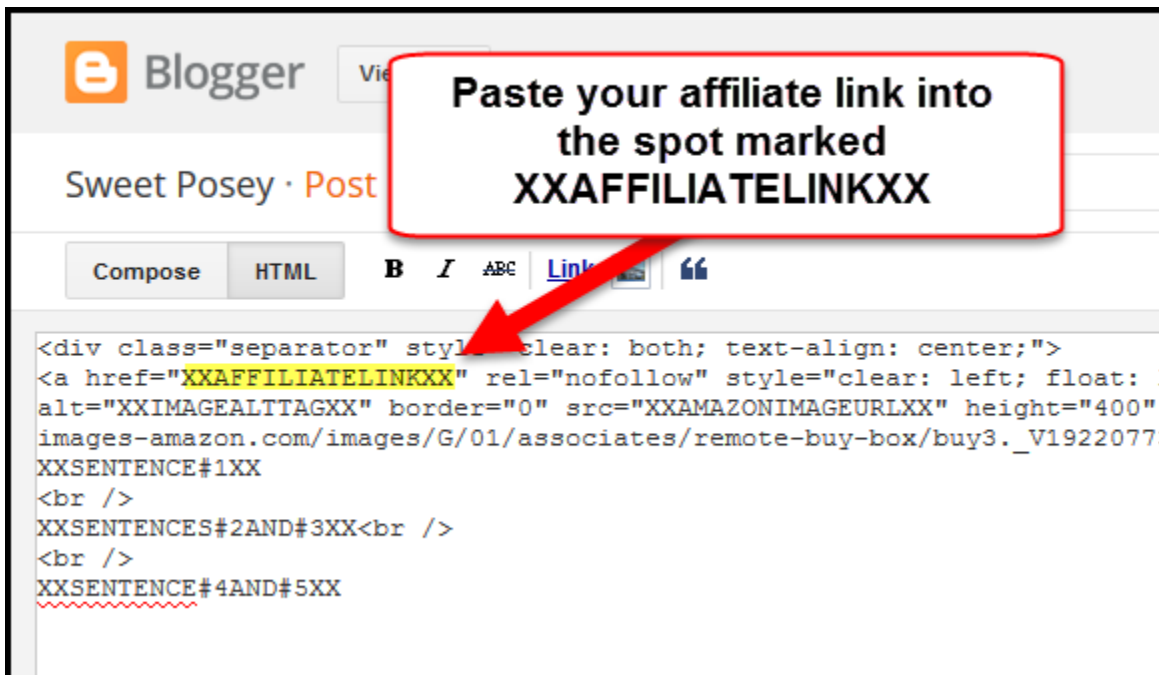 Blogger
Paste your affiliate link into
the spot marked
XXAFFILIATELINKXX
Sweet Posey · Post
Compose HTML B I ABC Link “
<div class="separator" clear: both; text-align: center;">
<a href="XXAFFILIATELINKXX" rel="nofollow" style="clear: left; float:
alt="XXIMAGEALTTAGXX" border="0" src="XXAMAZONIMAGEURLXX" height="400"
images-amazon.com/images/G/01/associates/remote-buy-box/buy3._V1922077
XXSENTENCE#1XX
<br />
XXSENTENCES#2AND#3XX<br />
<br />
XXSENTENCE#4AND#5XX